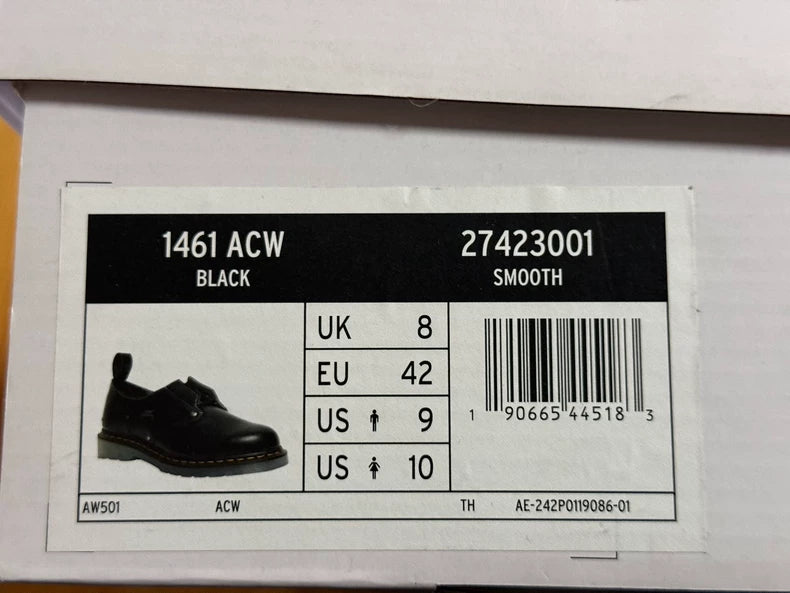 1461 ACW 27423001
BLACK SMOOTH
UK 8
EU 42
US 9
US 10
1 90665 44518 3
AW501 ACW TH AE-242P0119086-01